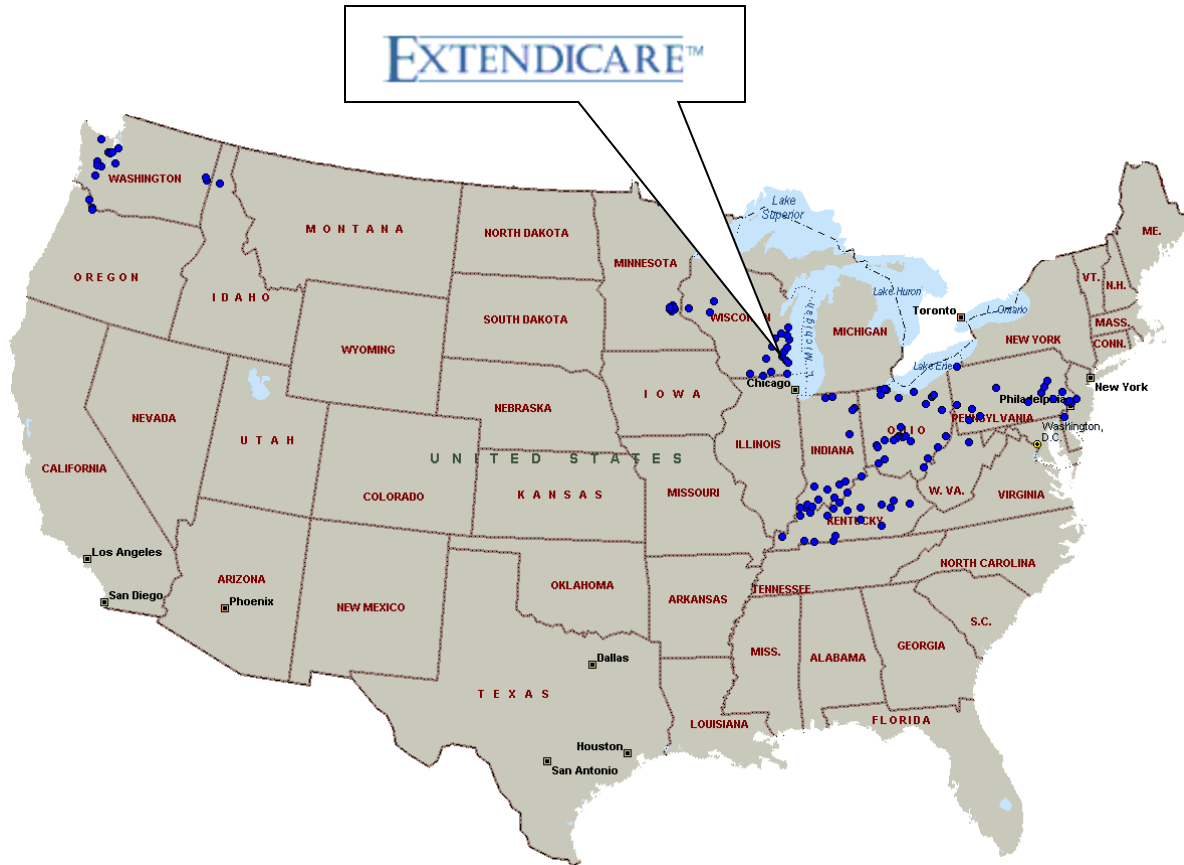 EXTENDICARE™
Lake
Superior
WASHINGTON
MONTANA
NORTH DAKOTA
MINNESOTA
ME.
OREGON
IDAHO
VT.
N.H.
Lake Huron
L. Ontario
Toronto
WISCONSIN
L. Michigan
MICHIGAN
SOUTH DAKOTA
MASS.
NEW YORK
CONN.
WYOMING
Lake Erie
Chicago
New York
IOWA
NEBRASKA
Philadelphia
NEVADA
PENNSYLVANIA
OHIO
Washington,
D.C.
UTAH
ILLINOIS
INDIANA
UNITED STATES
CALIFORNIA
COLORADO
KANSAS
MISSOURI
W. VA.
VIRGINIA
KENTUCKY
Los Angeles
NORTH CAROLINA
ARIZONA
OKLAHOMA
TENNESSEE
San Diego
Phoenix
NEW MEXICO
ARKANSAS
S.C.
GEORGIA
MISS.
ALABAMA
Dallas
TEXAS
LOUISIANA
FLORIDA
Houston
San Antonio